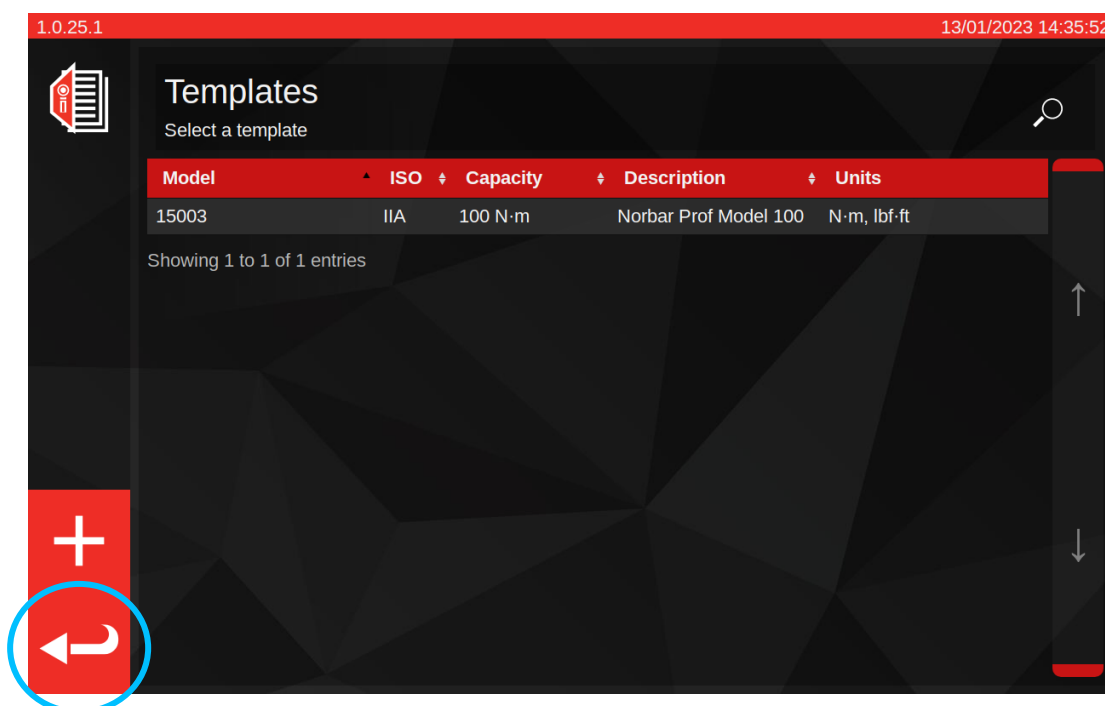 1.0.25.1 13/01/2023 14:35:52
Templates
Select a template
Model ISO Capacity Description Units
15003 IIA 100 N·m Norbar Prof Model 100 N·m, lbf·ft
Showing 1 to 1 of 1 entries